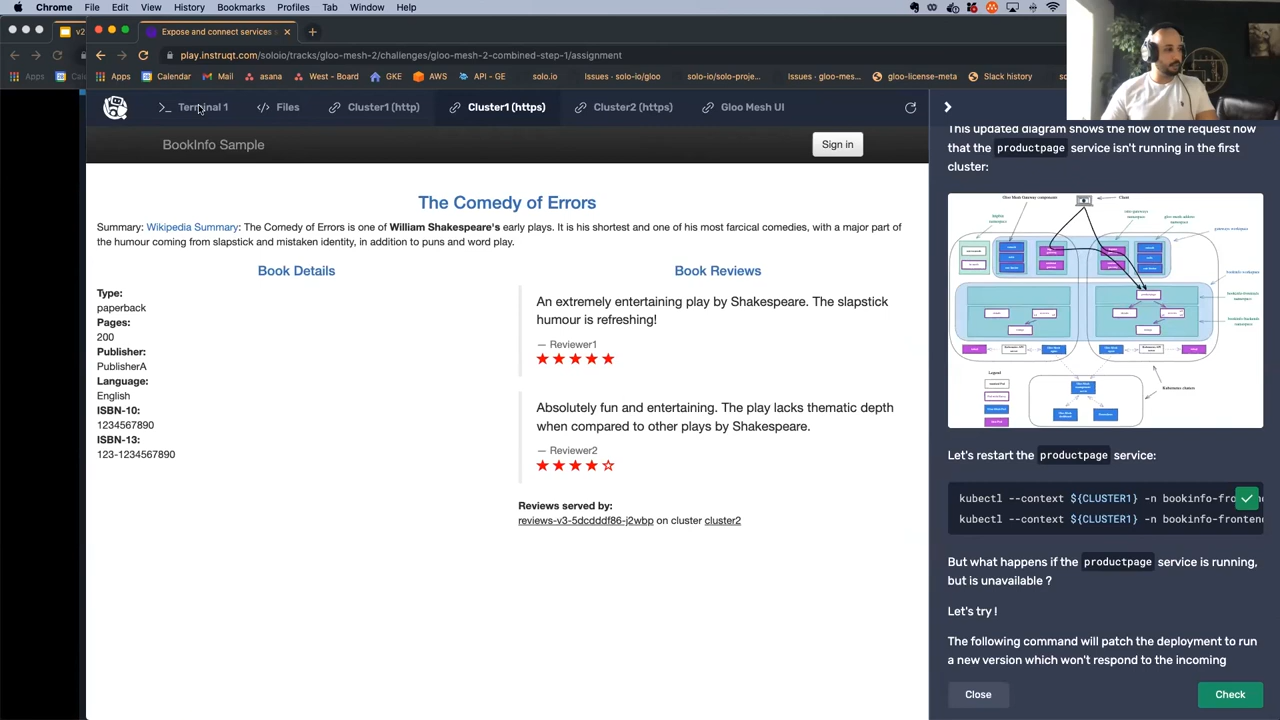 Chrome File Edit View History Bookmarks Profiles Tab Window Help
v2
Expose and connect services
play.instruqt.com/soloio/tracks/gloo-mesh-2/challenges/gloo-mesh-2-combined-step-1/assignment
Apps Ca
Apps Calendar Mail asana West - Board GKE AWS API - GE solo.io Issues · solo-io/gloo solo-io/solo-proje... Issues · gloo-mes... gloo-license-meta Slack history
Terminal 1 Files Cluster1 (http) Cluster1 (https) Cluster2 (https) Gloo Mesh UI
BookInfo Sample
Sign in
The Comedy of Errors
Summary: Wikipedia Summary: The Comedy of Errors is one of William Shakespeare's early plays. It is his shortest and one of his most farcical comedies, with a major part of
the humour coming from slapstick and mistaken identity, in addition to puns and word play.
Book Details
Type:
paperback
Pages:
200
Publisher:
PublisherA
Language:
English
ISBN-10:
1234567890
ISBN-13:
123-1234567890
Book Reviews
An extremely entertaining play by Shakespeare. The slapstick
humour is refreshing!
— Reviewer1
Absolutely fun and entertaining. The play lacks thematic depth
when compared to other plays by Shakespeare.
— Reviewer2
Reviews served by:
reviews-v3-5dcdddf86-j2wbp on cluster cluster2
This updated diagram shows the flow of the request now
that the productpage service isn't running in the first
cluster:
Client
Legend
Kubernetes clusters
Let's restart the productpage service:
kubectl --context ${CLUSTER1} -n bookinfo-fro
kubectl --context ${CLUSTER1} -n bookinfo-frontend
But what happens if the productpage service is running,
but is unavailable ?
Let's try !
The following command will patch the deployment to run
a new version which won't respond to the incoming
Close
Check